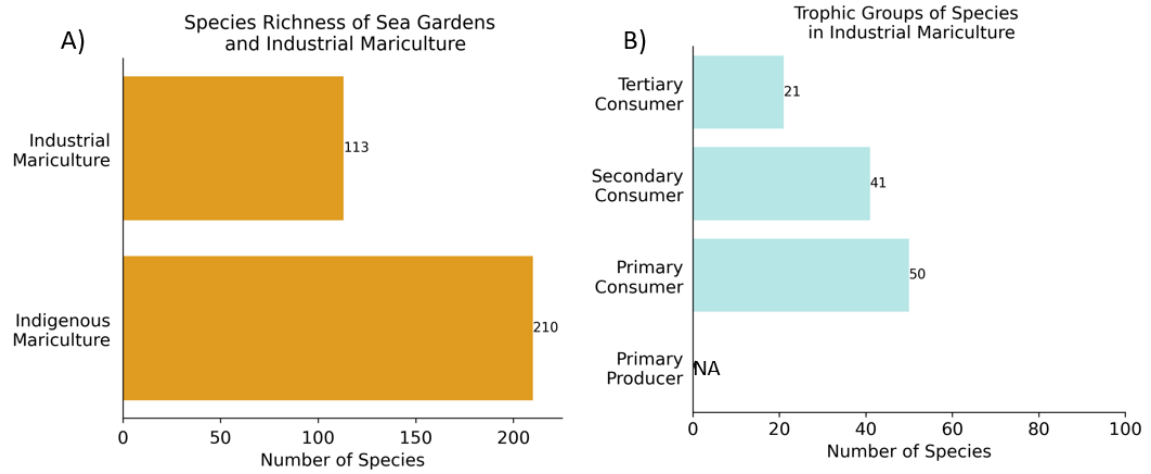 A)
Species Richness of Sea Gardens
and Industrial Mariculture
Industrial
Mariculture
113
Indigenous
Mariculture
210
0 50 100 150 200
Number of Species
B)
Trophic Groups of Species
in Industrial Mariculture
Tertiary
Consumer
21
Secondary
Consumer
41
Primary
Consumer
50
Primary
Producer
NA
0 20 40 60 80 100
Number of Species